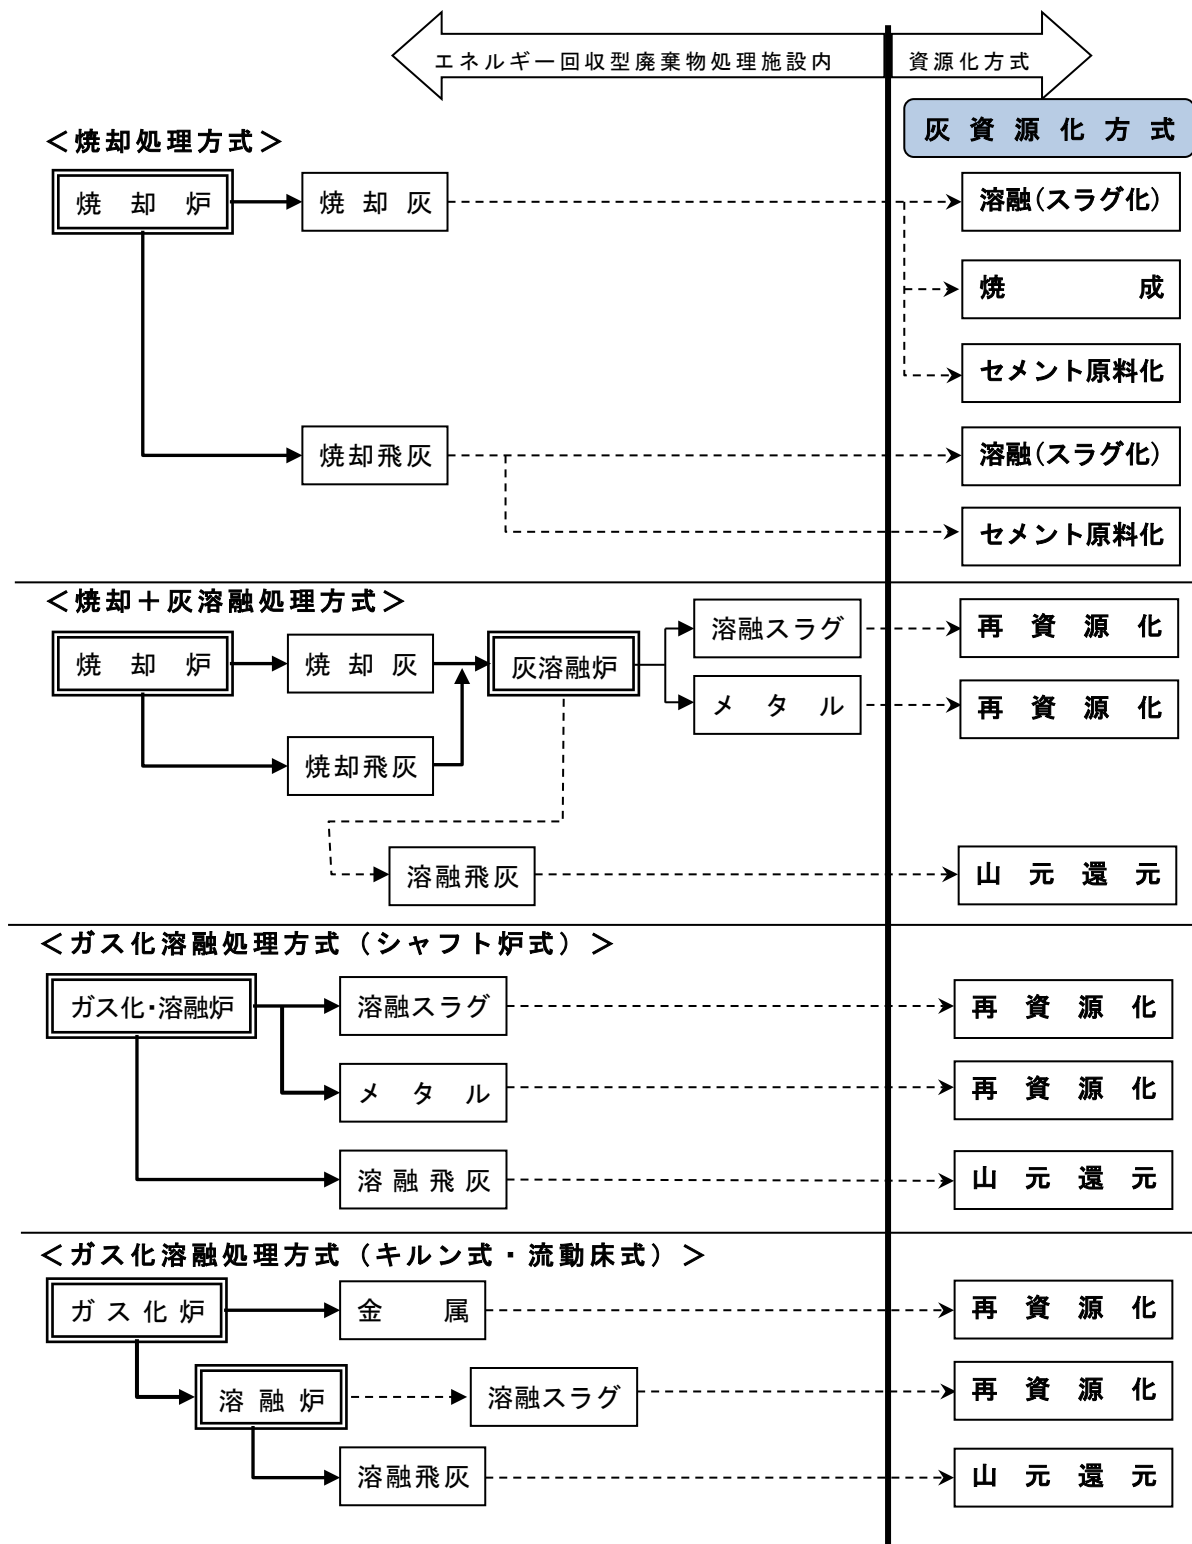 エネルギー回収型廃棄物処理施設内
資源化方式
灰資源化方式
＜焼却処理方式＞
焼却炉
焼却灰
溶融(スラグ化)
焼成
セメント原料化
焼却飛灰
溶融(スラグ化)
セメント原料化
＜焼却＋灰溶融処理方式＞
焼却炉
焼却灰
灰溶融炉
溶融スラグ
再資源化
メタル
再資源化
焼却飛灰
溶融飛灰
山元還元
＜ガス化溶融処理方式（シャフト炉式）＞
ガス化・溶融炉
溶融スラグ
再資源化
メタル
再資源化
溶融飛灰
山元還元
＜ガス化溶融処理方式（キルン式・流動床式）＞
ガス化炉
金属
再資源化
溶融炉
溶融スラグ
再資源化
溶融飛灰
山元還元